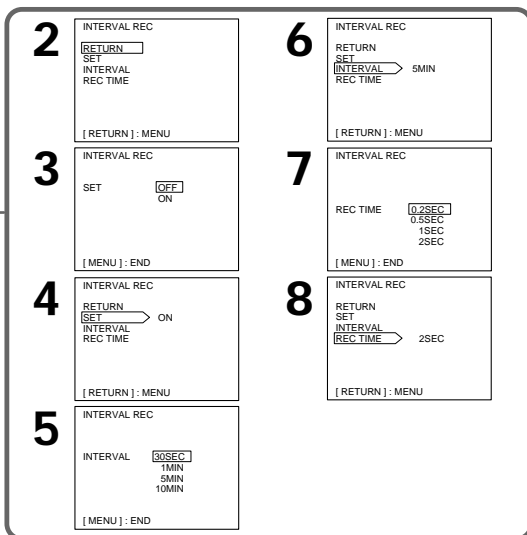 2
INTERVAL REC
RETURN
SET
INTERVAL
REC TIME
[ RETURN ] : MENU
3
INTERVAL REC
SET OFF
ON
[ MENU ] : END
4
INTERVAL REC
RETURN
SET ON
INTERVAL
REC TIME
[ RETURN ] : MENU
5
INTERVAL REC
INTERVAL 30SEC
1MIN
5MIN
10MIN
[ MENU ] : END
6
INTERVAL REC
RETURN
SET
INTERVAL 5MIN
REC TIME
[ RETURN ] : MENU
7
INTERVAL REC
REC TIME 0.2SEC
0.5SEC
1SEC
2SEC
[ MENU ] : END
8
INTERVAL REC
RETURN
SET
INTERVAL
REC TIME 2SEC
[ RETURN ] : MENU